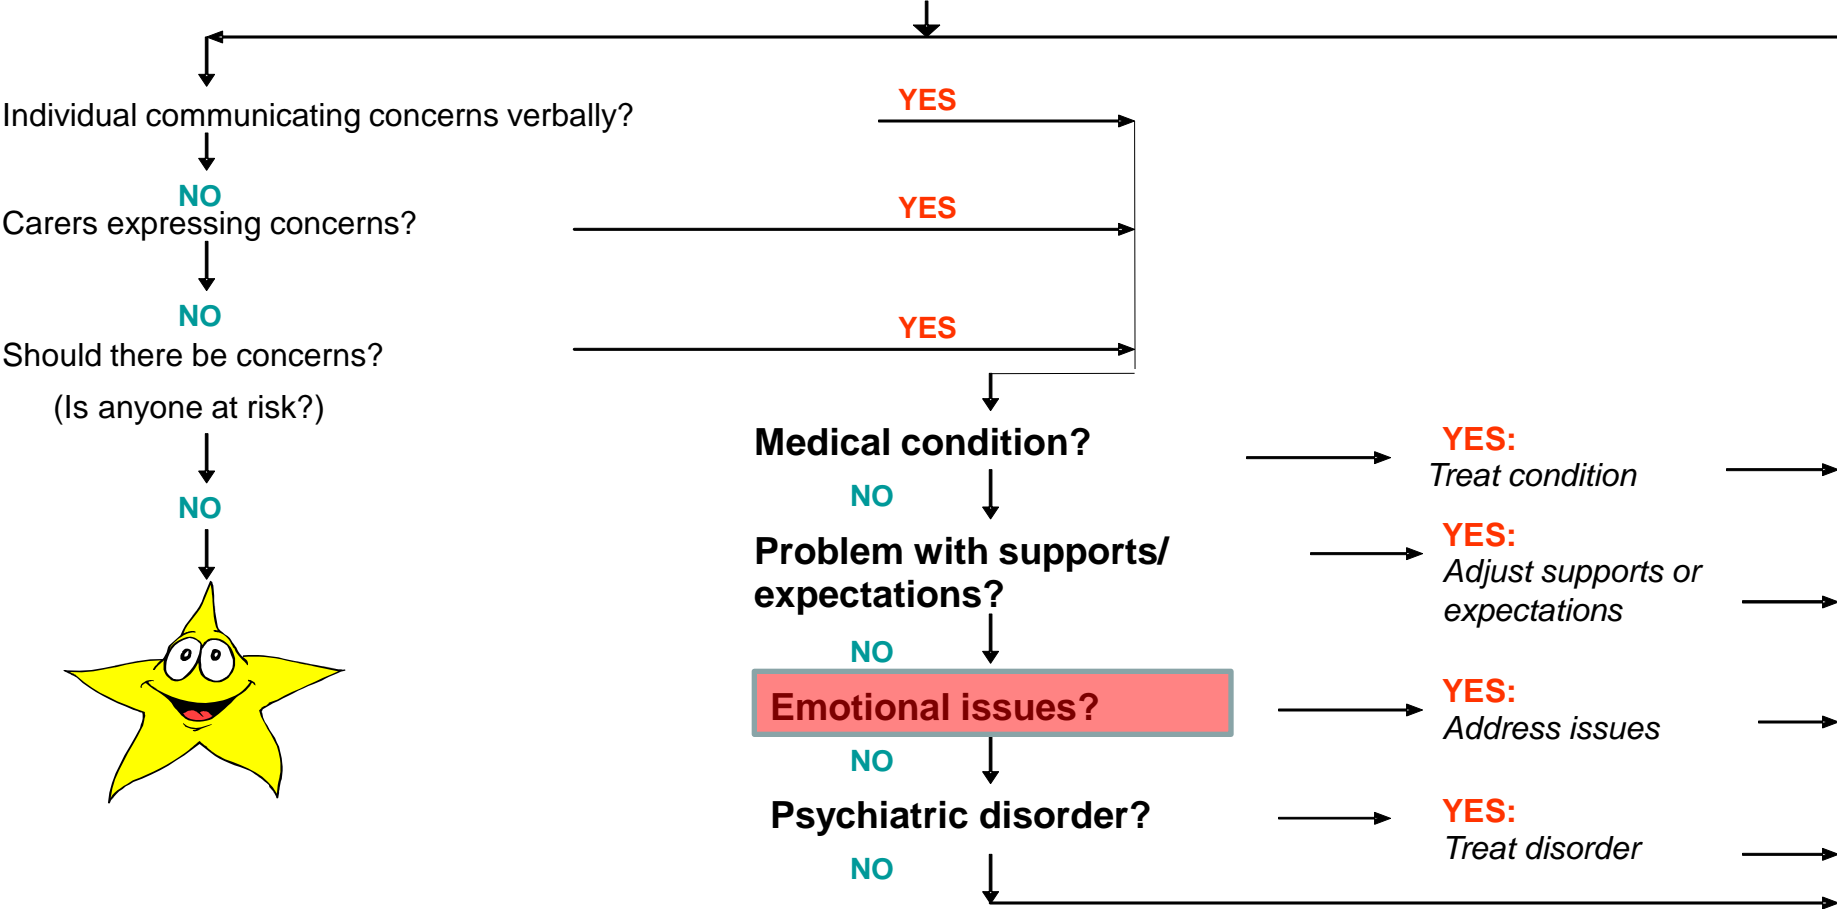 Individual communicating concerns verbally?
YES
NO
Carers expressing concerns?
YES
NO
Should there be concerns?
YES
(Is anyone at risk?)
NO
Medical condition?
YES:
Treat condition
NO
Problem with supports/
expectations?
YES:
Adjust supports or
expectations
NO
Emotional issues?
YES:
Address issues
NO
Psychiatric disorder?
YES:
Treat disorder
NO